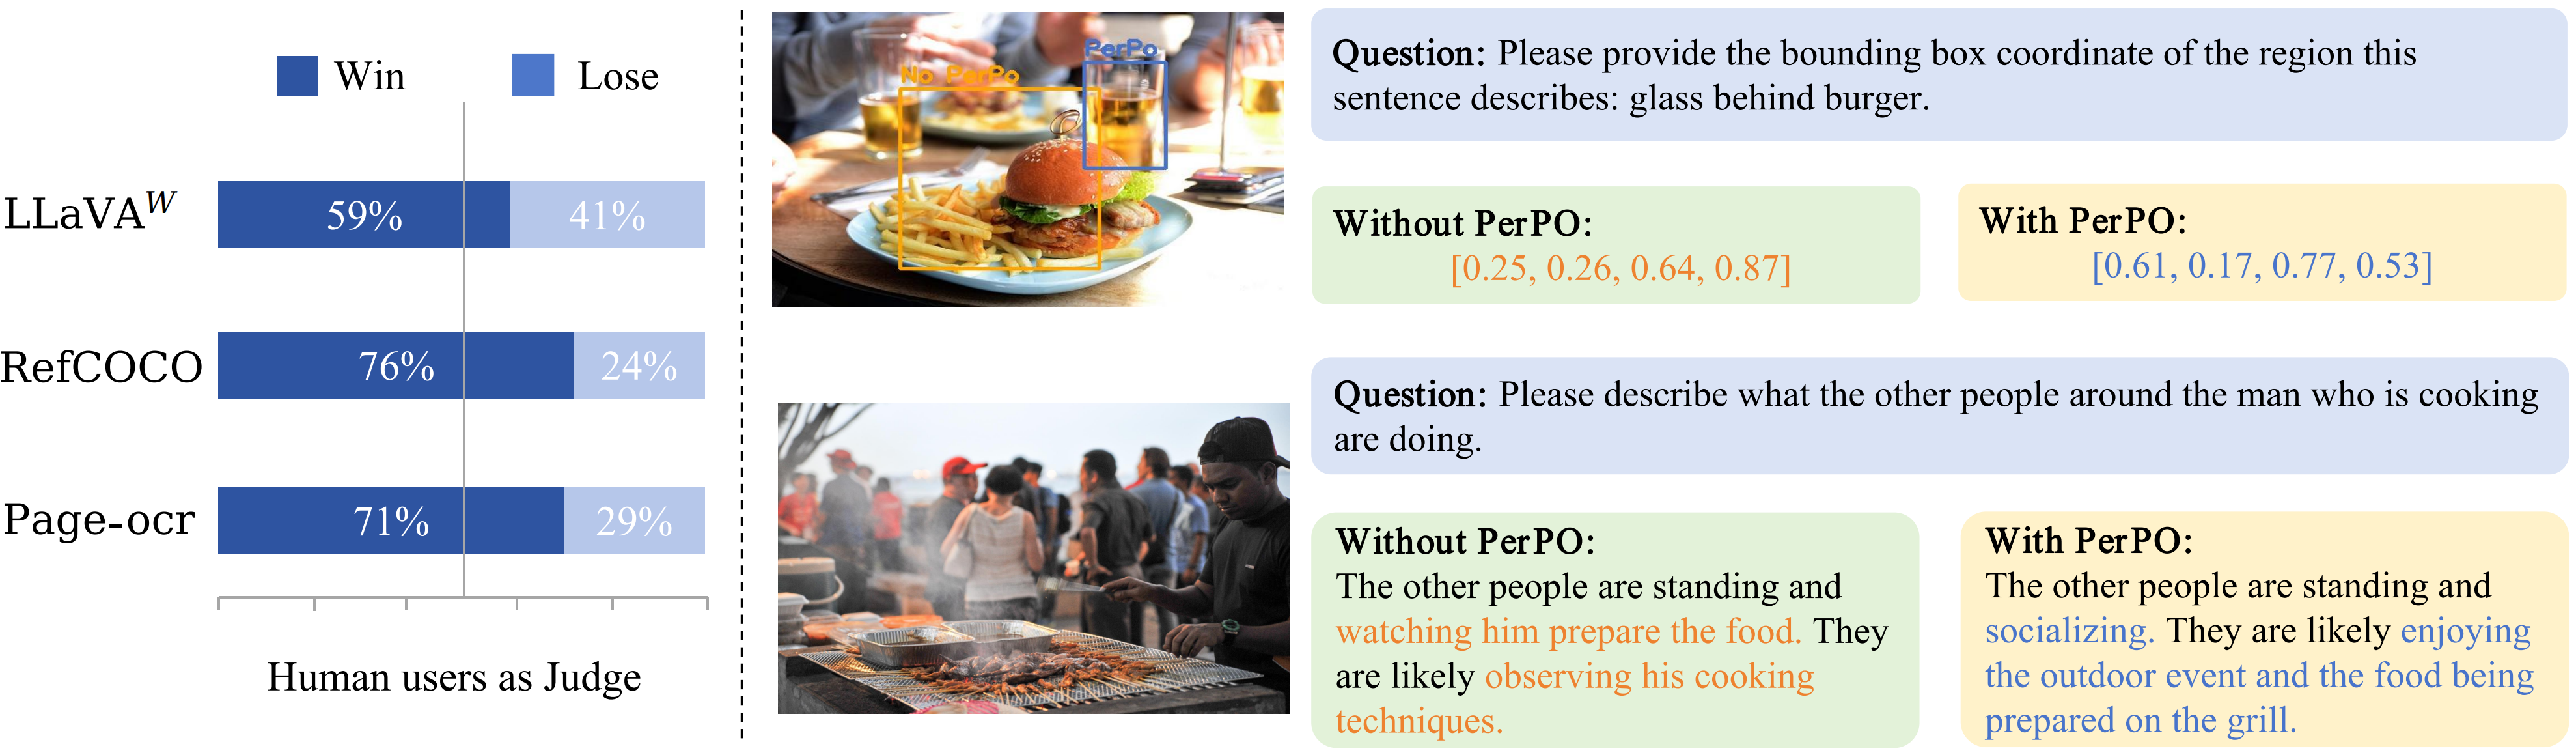 Win
Lose
LLaVA^W
59%
41%
RefCOCO
76%
24%
Page-ocr
71%
29%
Human users as Judge
No PerPo
PerPo
Question: Please provide the bounding box coordinate of the region this
sentence describes: glass behind burger.
Without PerPO:
[0.25, 0.26, 0.64, 0.87]
With PerPO:
[0.61, 0.17, 0.77, 0.53]
Question: Please describe what the other people around the man who is cooking
are doing.
Without PerPO:
The other people are standing and
watching him prepare the food. They
are likely observing his cooking
techniques.
With PerPO:
The other people are standing and
socializing. They are likely enjoying
the outdoor event and the food being
prepared on the grill.